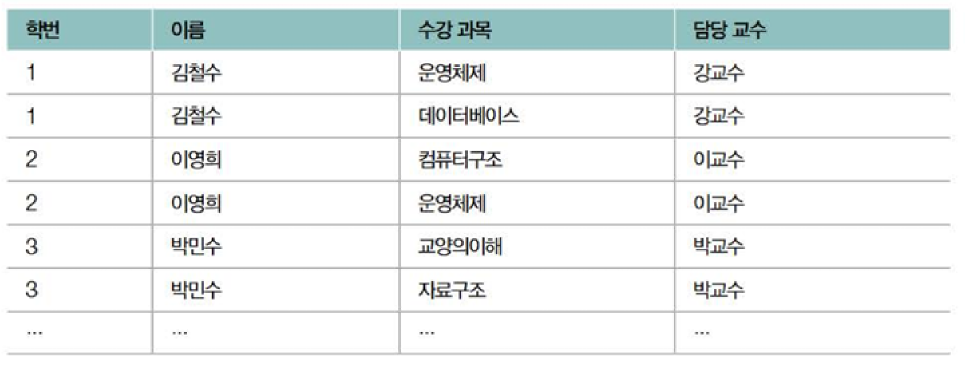 학번 이름 수강 과목 담당 교수
1 김철수 운영체제 강교수
1 김철수 데이터베이스 강교수
2 이영희 컴퓨터구조 이교수
2 이영희 운영체제 이교수
3 박민수 교양의이해 박교수
3 박민수 자료구조 박교수
... ... ... ...